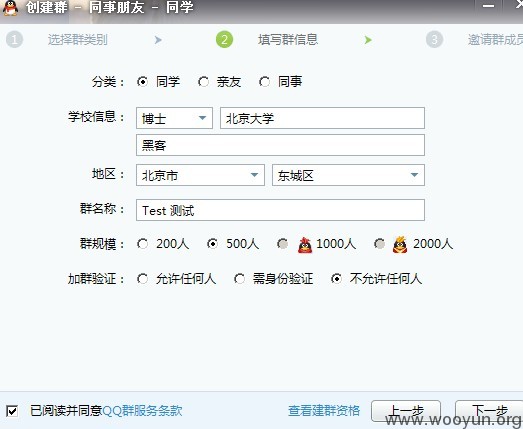 创建群 - 同事朋友 - 同学
1 选择群类别 2 填写群信息 3 邀请群成员
分类： 同学 亲友 同事
学校信息： 博士 北京大学
黑客
地区： 北京市 东城区
群名称： Test 测试
群规模： 200人 500人 1000人 2000人
加群验证： 允许任何人 需身份验证 不允许任何人
已阅读并同意QQ群服务条款 查看建群资格 上一步 下一步
www.wooyun.org